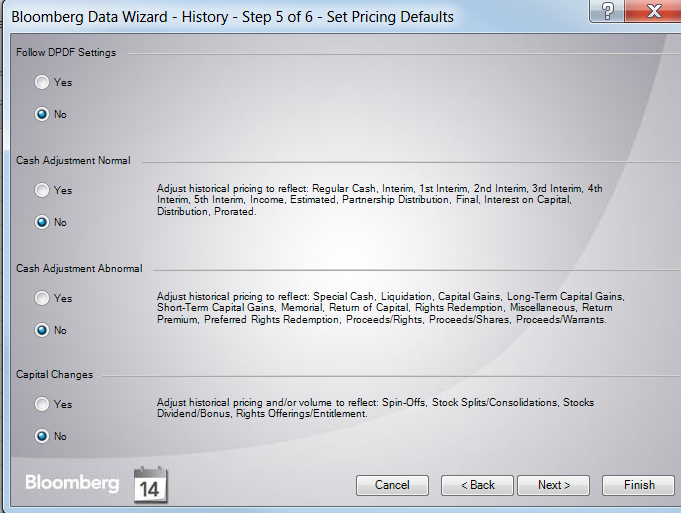 Bloomberg Data Wizard - History - Step 5 of 6 - Set Pricing Defaults
?
X
Follow DPDF Settings
Yes
No
Cash Adjustment Normal
Yes
Adjust historical pricing to reflect: Regular Cash, Interim, 1st Interim, 2nd Interim, 3rd Interim, 4th
Interim, 5th Interim, Income, Estimated, Partnership Distribution, Final, Interest on Capital,
Distribution, Prorated.
No
Cash Adjustment Abnormal
Yes
Adjust historical pricing to reflect: Special Cash, Liquidation, Capital Gains, Long-Term Capital Gains,
Short-Term Capital Gains, Memorial, Return of Capital, Rights Redemption, Miscellaneous, Return
Premium, Preferred Rights Redemption, Proceeds/Rights, Proceeds/Shares, Proceeds/Warrants.
No
Capital Changes
Yes
Adjust historical pricing and/or volume to reflect: Spin-Offs, Stock Splits/Consolidations, Stocks
Dividend/Bonus, Rights Offerings/Entitlement.
No
Bloomberg
14
Cancel
< Back
Next >
Finish